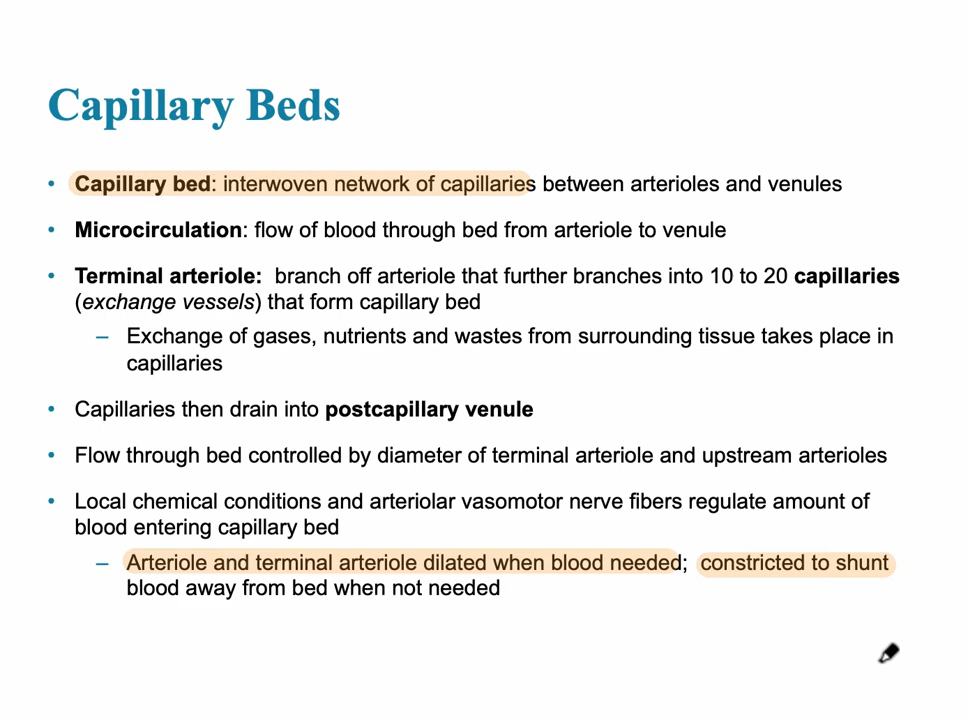 Capillary Beds
• Capillary bed: interwoven network of capillaries between arterioles and venules
• Microcirculation: flow of blood through bed from arteriole to venule
• Terminal arteriole: branch off arteriole that further branches into 10 to 20 capillaries
(exchange vessels) that form capillary bed
– Exchange of gases, nutrients and wastes from surrounding tissue takes place in
capillaries
• Capillaries then drain into postcapillary venule
• Flow through bed controlled by diameter of terminal arteriole and upstream arterioles
• Local chemical conditions and arteriolar vasomotor nerve fibers regulate amount of
blood entering capillary bed
– Arteriole and terminal arteriole dilated when blood needed; constricted to shunt
blood away from bed when not needed